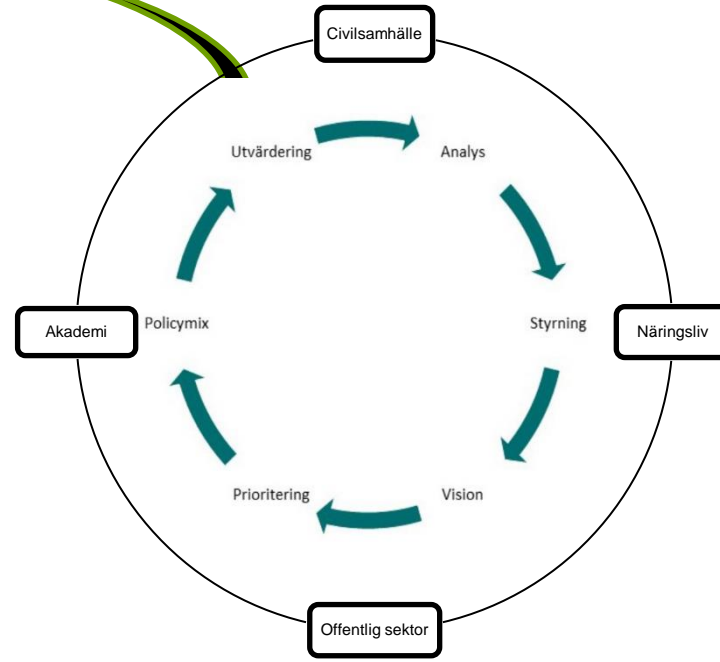 Civilsamhälle
Utvärdering
Analys
Akademi
Policymix
Styrning
Näringsliv
Prioritering
Vision
Offentlig sektor